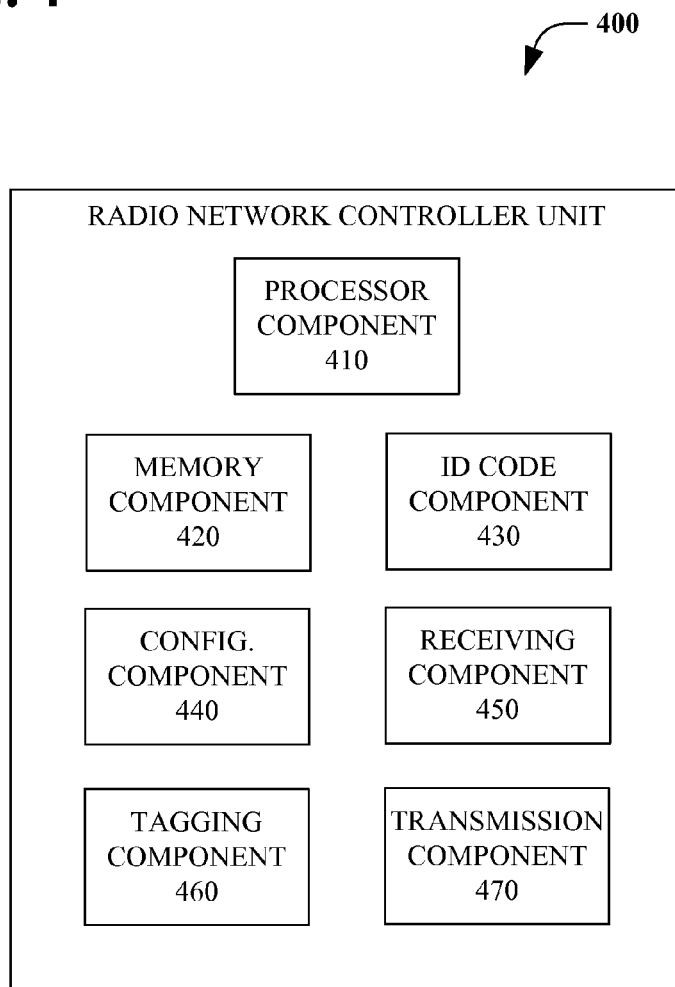 400
RADIO NETWORK CONTROLLER UNIT
PROCESSOR
COMPONENT
410
MEMORY
COMPONENT
420
ID CODE
COMPONENT
430
CONFIG.
COMPONENT
440
RECEIVING
COMPONENT
450
TAGGING
COMPONENT
460
TRANSMISSION
COMPONENT
470